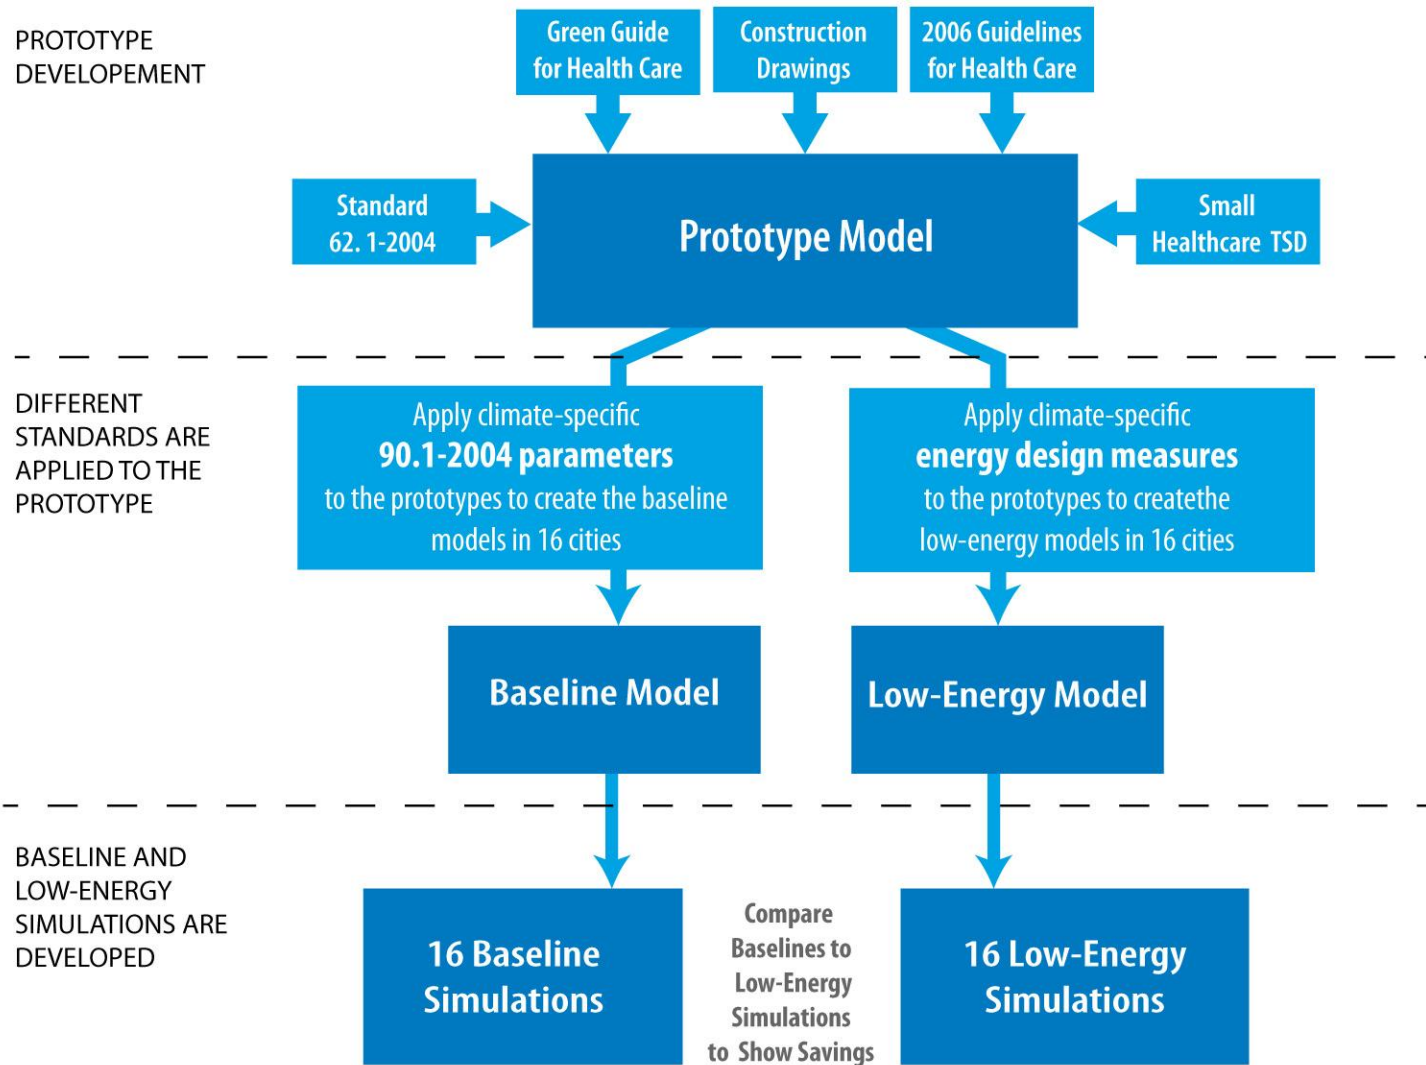 PROTOTYPE
DEVELOPEMENT
Green Guide
for Health Care
Construction
Drawings
2006 Guidelines
for Health Care
Standard
62. 1-2004
Prototype Model
Small
Healthcare TSD
DIFFERENT
STANDARDS ARE
APPLIED TO THE
PROTOTYPE
Apply climate-specific
90.1-2004 parameters
to the prototypes to create the baseline
models in 16 cities
Apply climate-specific
energy design measures
to the prototypes to createthe
low-energy models in 16 cities
Baseline Model
Low-Energy Model
BASELINE AND
LOW-ENERGY
SIMULATIONS ARE
DEVELOPED
16 Baseline
Simulations
Compare
Baselines to
Low-Energy
Simulations
to Show Savings
16 Low-Energy
Simulations